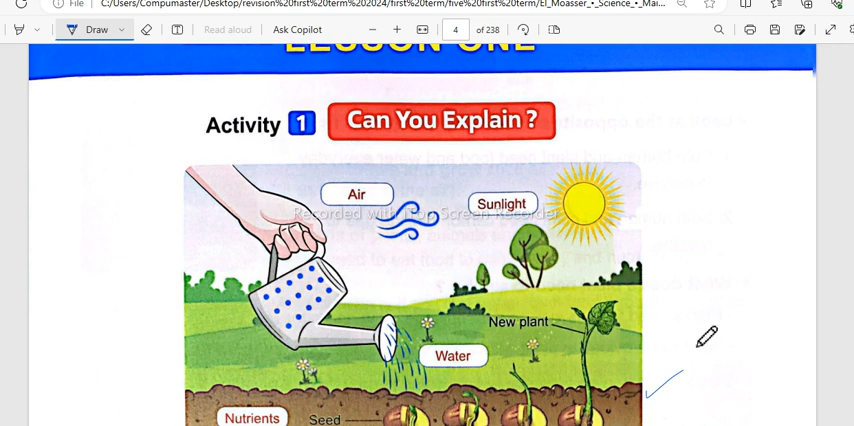 File C:/Users/Compumaster/Desktop/revision%20first%20term%202024/first%20term/five%20first%20term/El_Moasser_•_Science_•_Mai...
Draw Read aloud Ask Copilot 4 of 238
LESSON ONE
Activity 1 Can You Explain ?
Air
Sunlight
Recorded with iTop Screen Recorder
New plant
Water
Nutrients
Seed